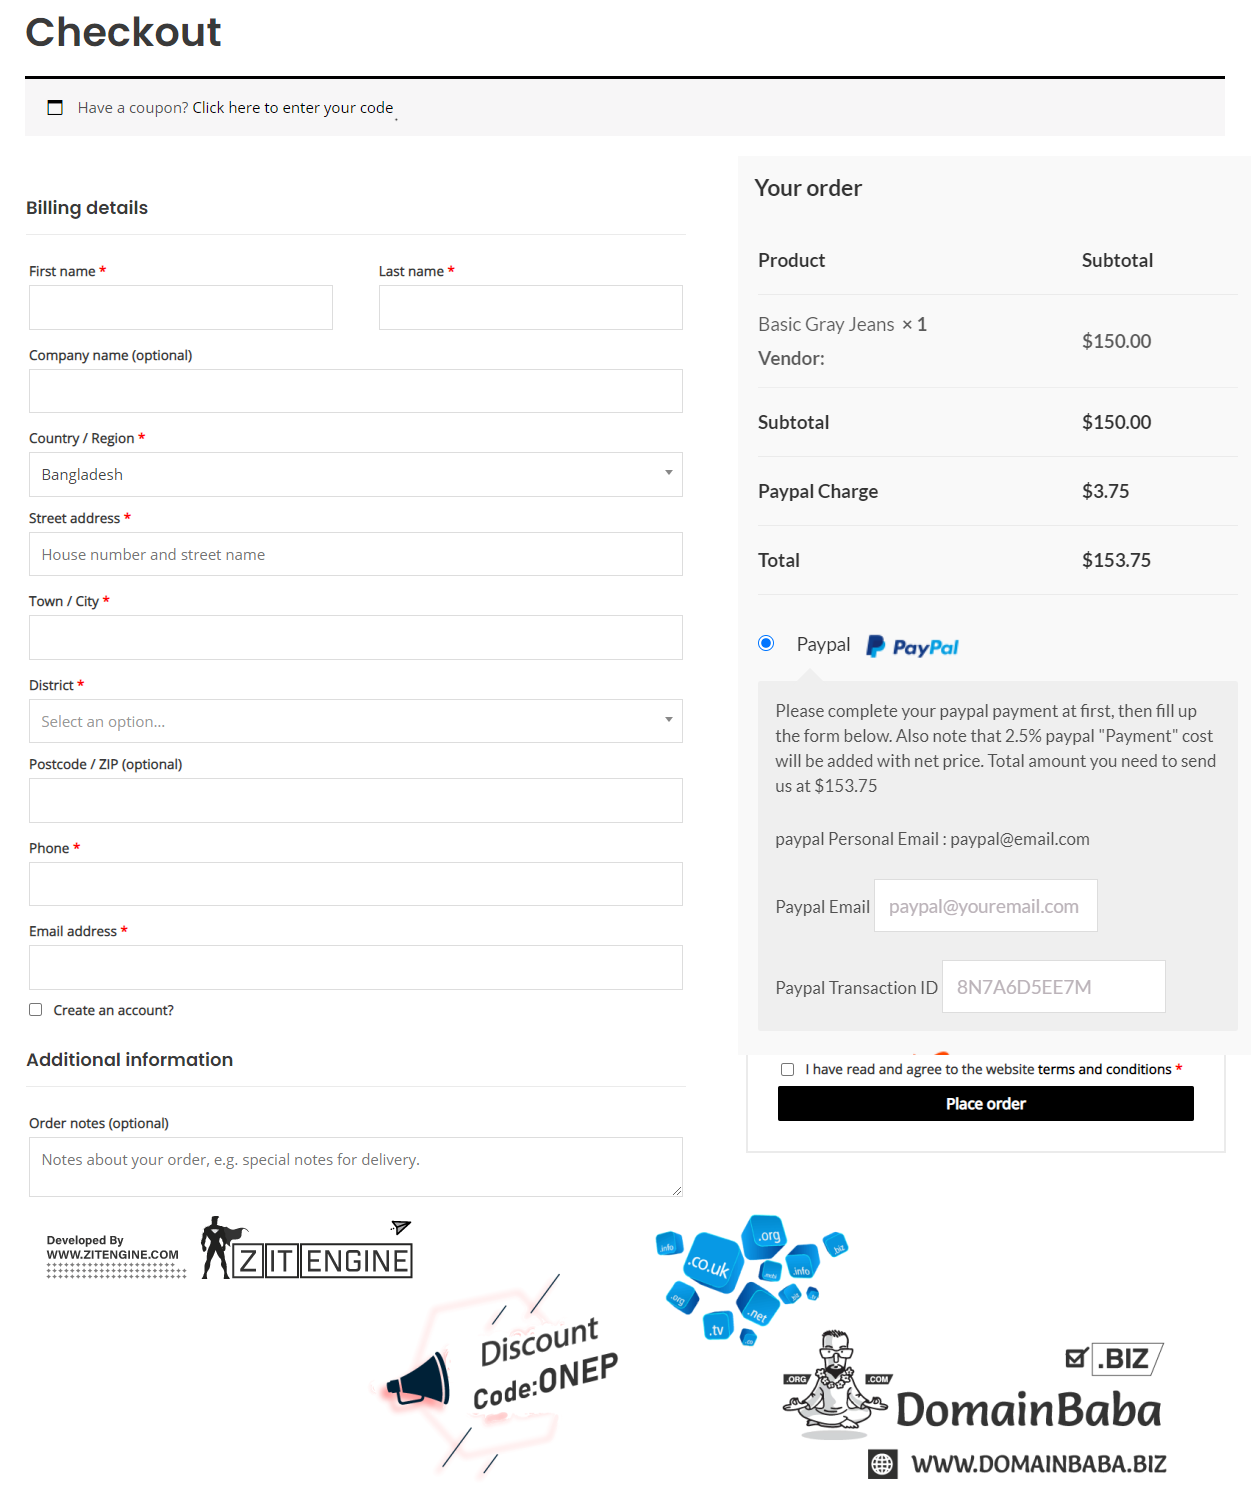 Checkout
Have a coupon? Click here to enter your code
Billing details
First name *
Last name *
Company name (optional)
Country / Region *
Bangladesh
Street address *
House number and street name
Town / City *
District *
Select an option...
Postcode / ZIP (optional)
Phone *
Email address *
Create an account?
Additional information
Order notes (optional)
Notes about your order, e.g. special notes for delivery.
Your order
Product Subtotal
Basic Gray Jeans × 1
Vendor:
$150.00
Subtotal $150.00
Paypal Charge $3.75
Total $153.75
Paypal PayPal
Please complete your paypal payment at first, then fill up
the form below. Also note that 2.5% paypal "Payment" cost
will be added with net price. Total amount you need to send
us at $153.75
paypal Personal Email : paypal@email.com
Paypal Email paypal@youremail.com
Paypal Transaction ID 8N7A6D5EE7M
I have read and agree to the website terms and conditions *
Place order
Developed By
WWW.ZITENGINE.COM
ZIT ENGINE
Discount
Code:ONEP
.info
.co.uk
.org
.biz
.info
.org
.net
.tv
.BIZ
.ORG
.COM
DomainBaba
WWW.DOMAINBABA.BIZ